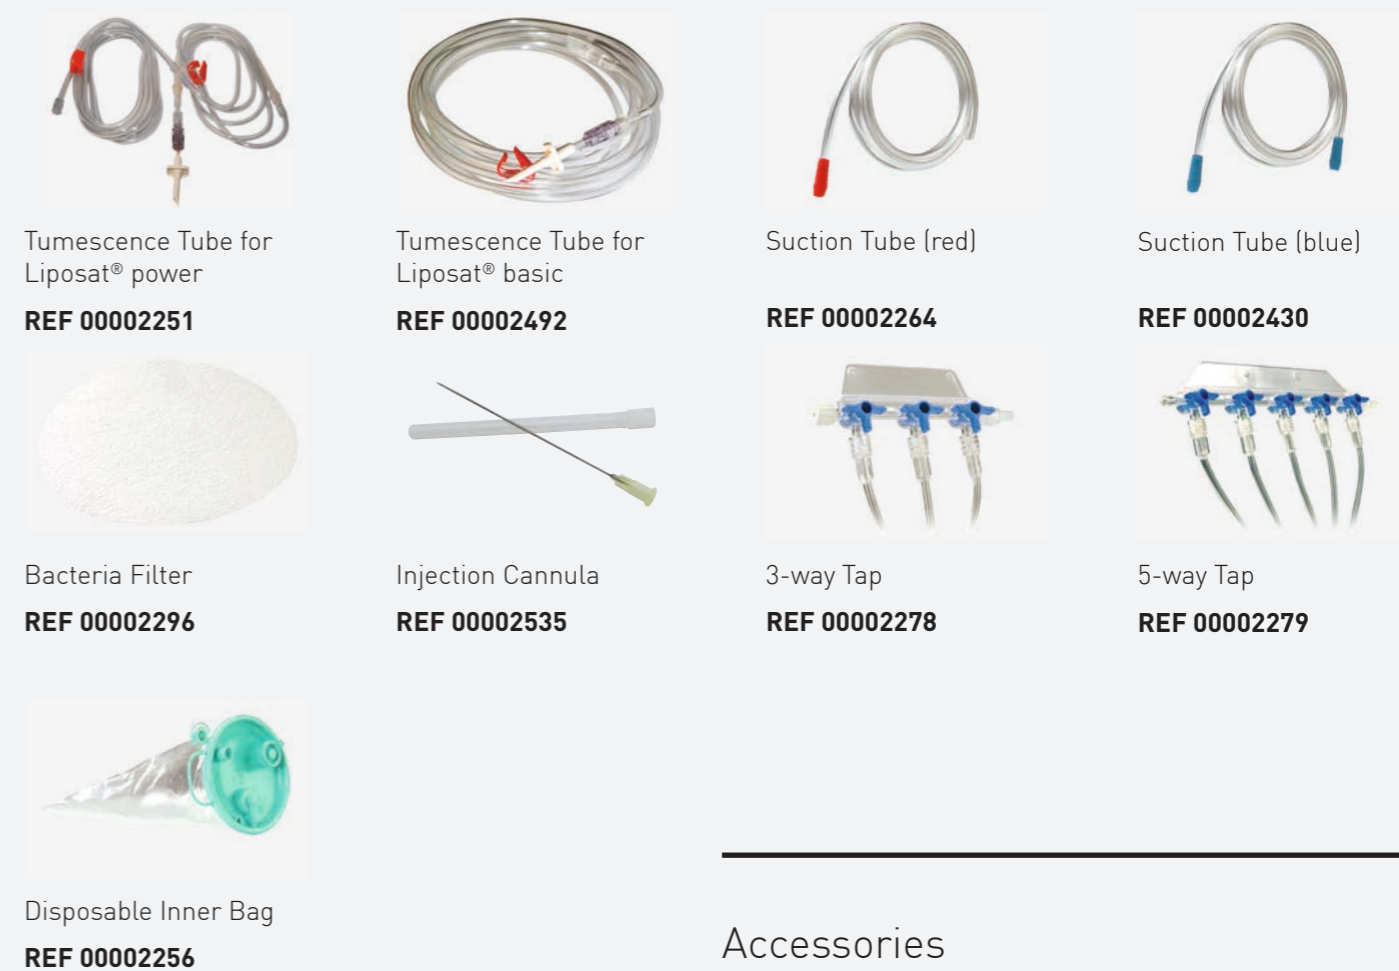 Tumescence Tube for
Liposat® power
REF 00002251
Tumescence Tube for
Liposat® basic
REF 00002492
Suction Tube (red)
REF 00002264
Suction Tube (blue)
REF 00002430
Bacteria Filter
REF 00002296
Injection Cannula
REF 00002535
3-way Tap
REF 00002278
5-way Tap
REF 00002279
Disposable Inner Bag
REF 00002256
Accessories